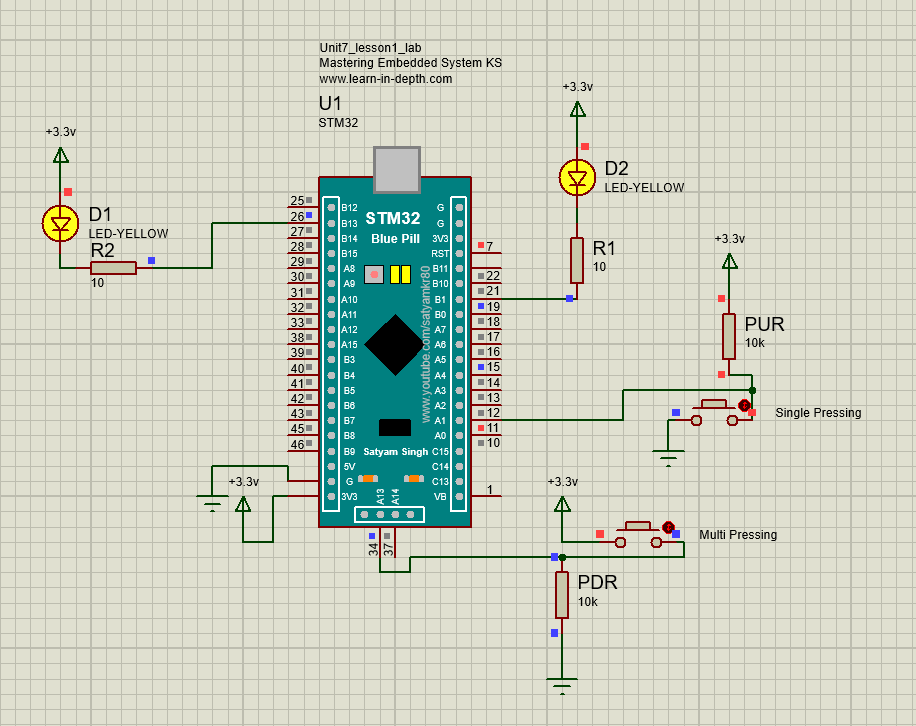 Unit7_lesson1_lab
Mastering Embedded System KS
www.learn-in-depth.com
U1
STM32
+3.3v
D1
LED-YELLOW
R2
10
+3.3v
D2
LED-YELLOW
R1
10
+3.3v
PUR
10k
Single Pressing
+3.3v
Multi Pressing
PDR
10k
+3.3v
STM32
Blue Pill
www.youtube.com/satyamkr80
Satyam Singh
25 B12
26 B13
27 B14
28 B15
29 A8
30 A9
31 A10
32 A11
33 A12
38 A15
39 B3
40 B4
41 B5
42 B6
43 B7
45 B8
46 B9
5V
G
3V3
G
G
3V3
RST 7
B11
B10 22
B1 21
B0 19
A7 18
A6 17
A5 16
A4 15
A3 14
A2 13
A1 12
A0 11
C15 10
C14
C13
VB 1
A13
A14
34
37